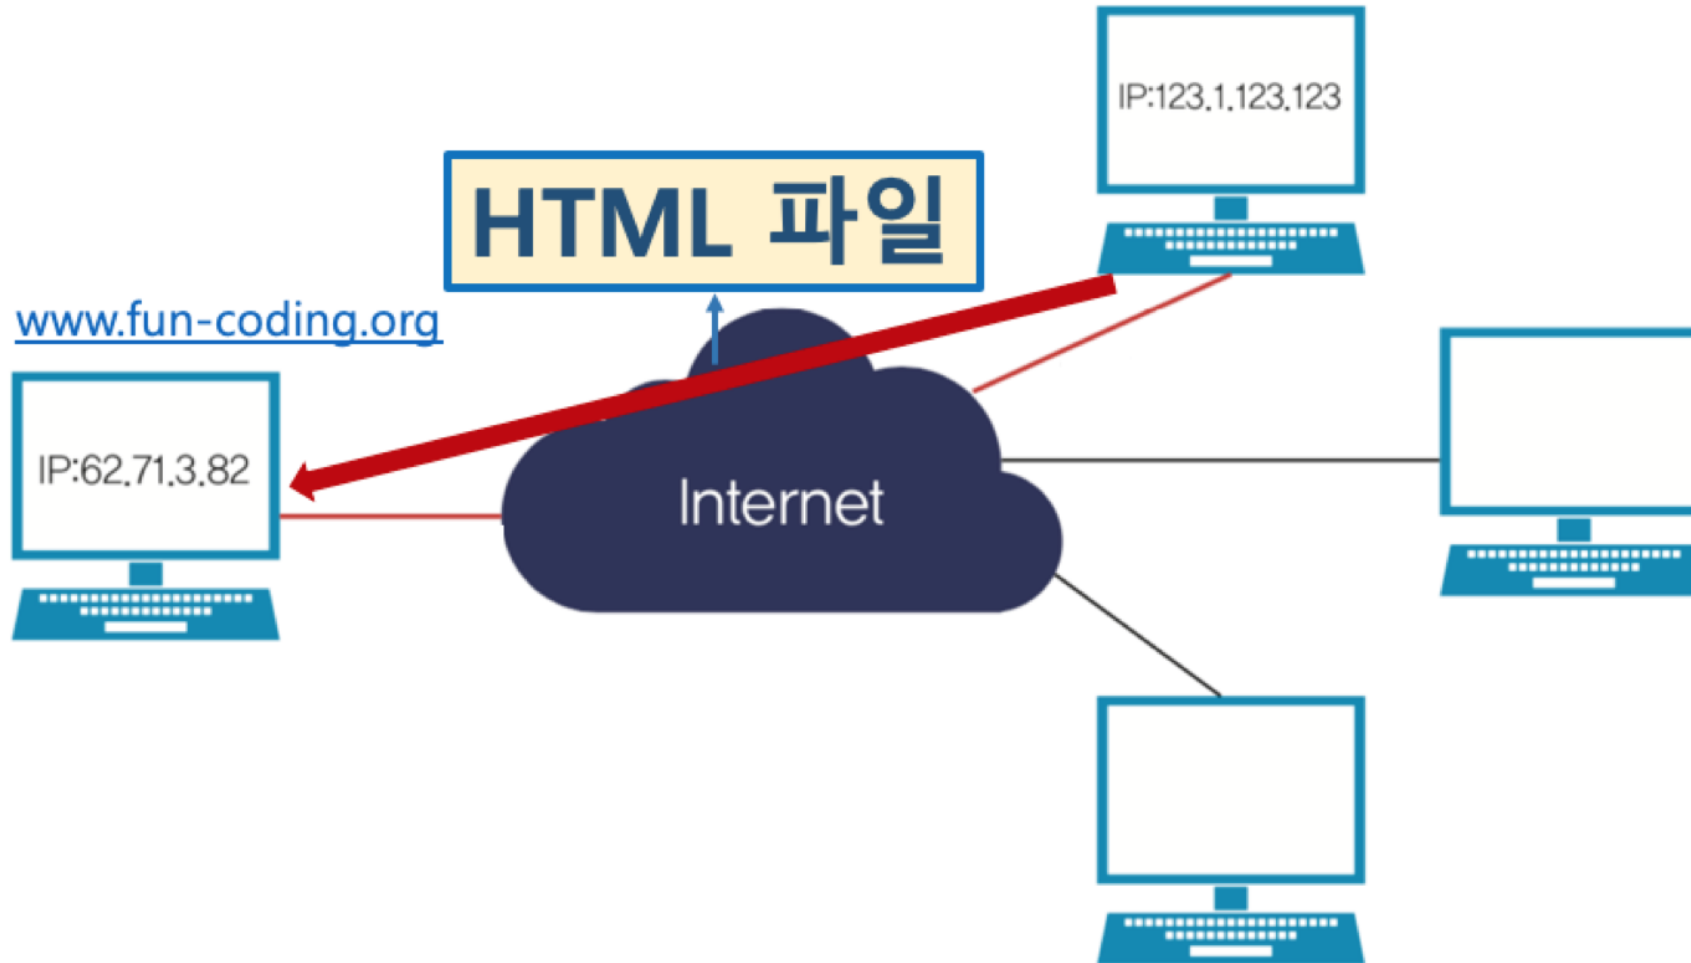 IP:123.1.123.123
HTML 파일
www.fun-coding.org
IP:62.71.3.82
Internet